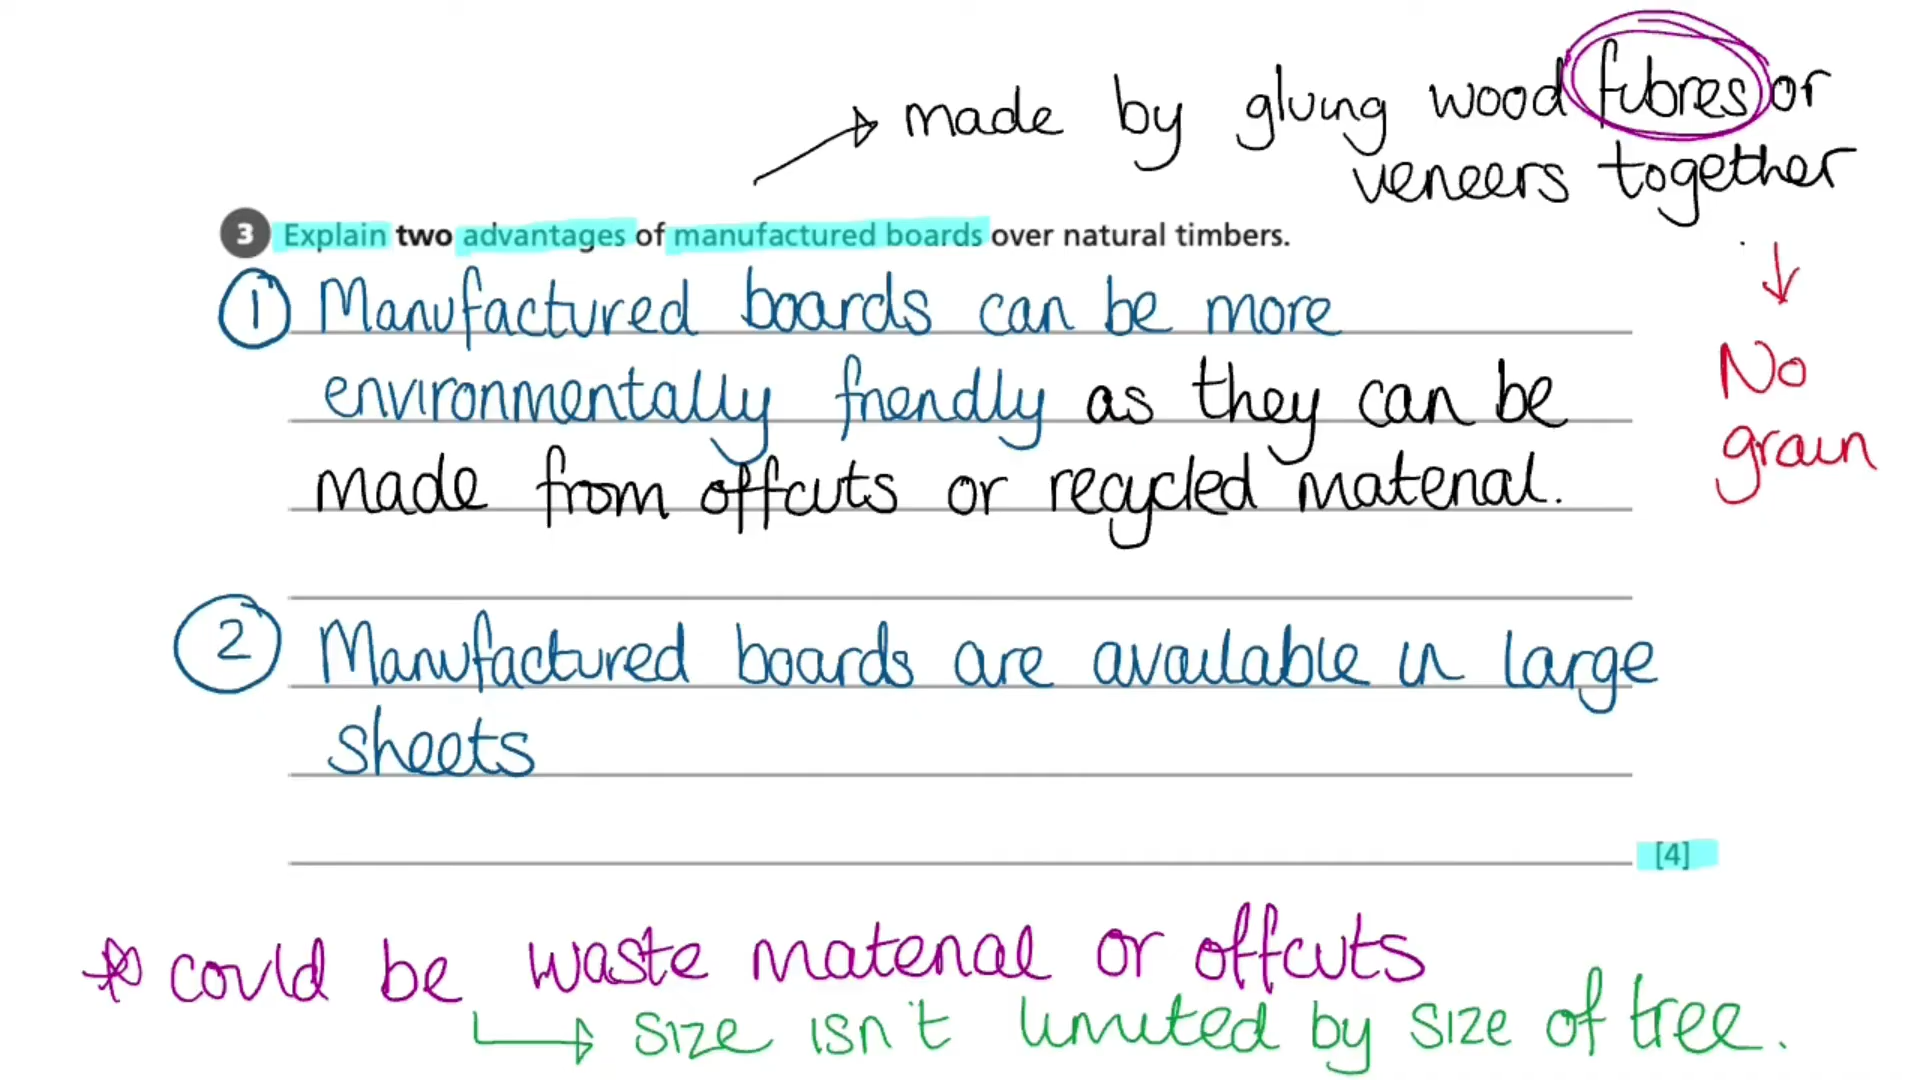 made by gluing wood fibres or
veneers together
3 Explain two advantages of manufactured boards over natural timbers.
1 Manufactured boards can be more
environmentally friendly as they can be
made from offcuts or recycled material.
No
grain
2 Manufactured boards are available in large
sheets
[4]
* could be waste material or offcuts
size isn't limited by size of tree.